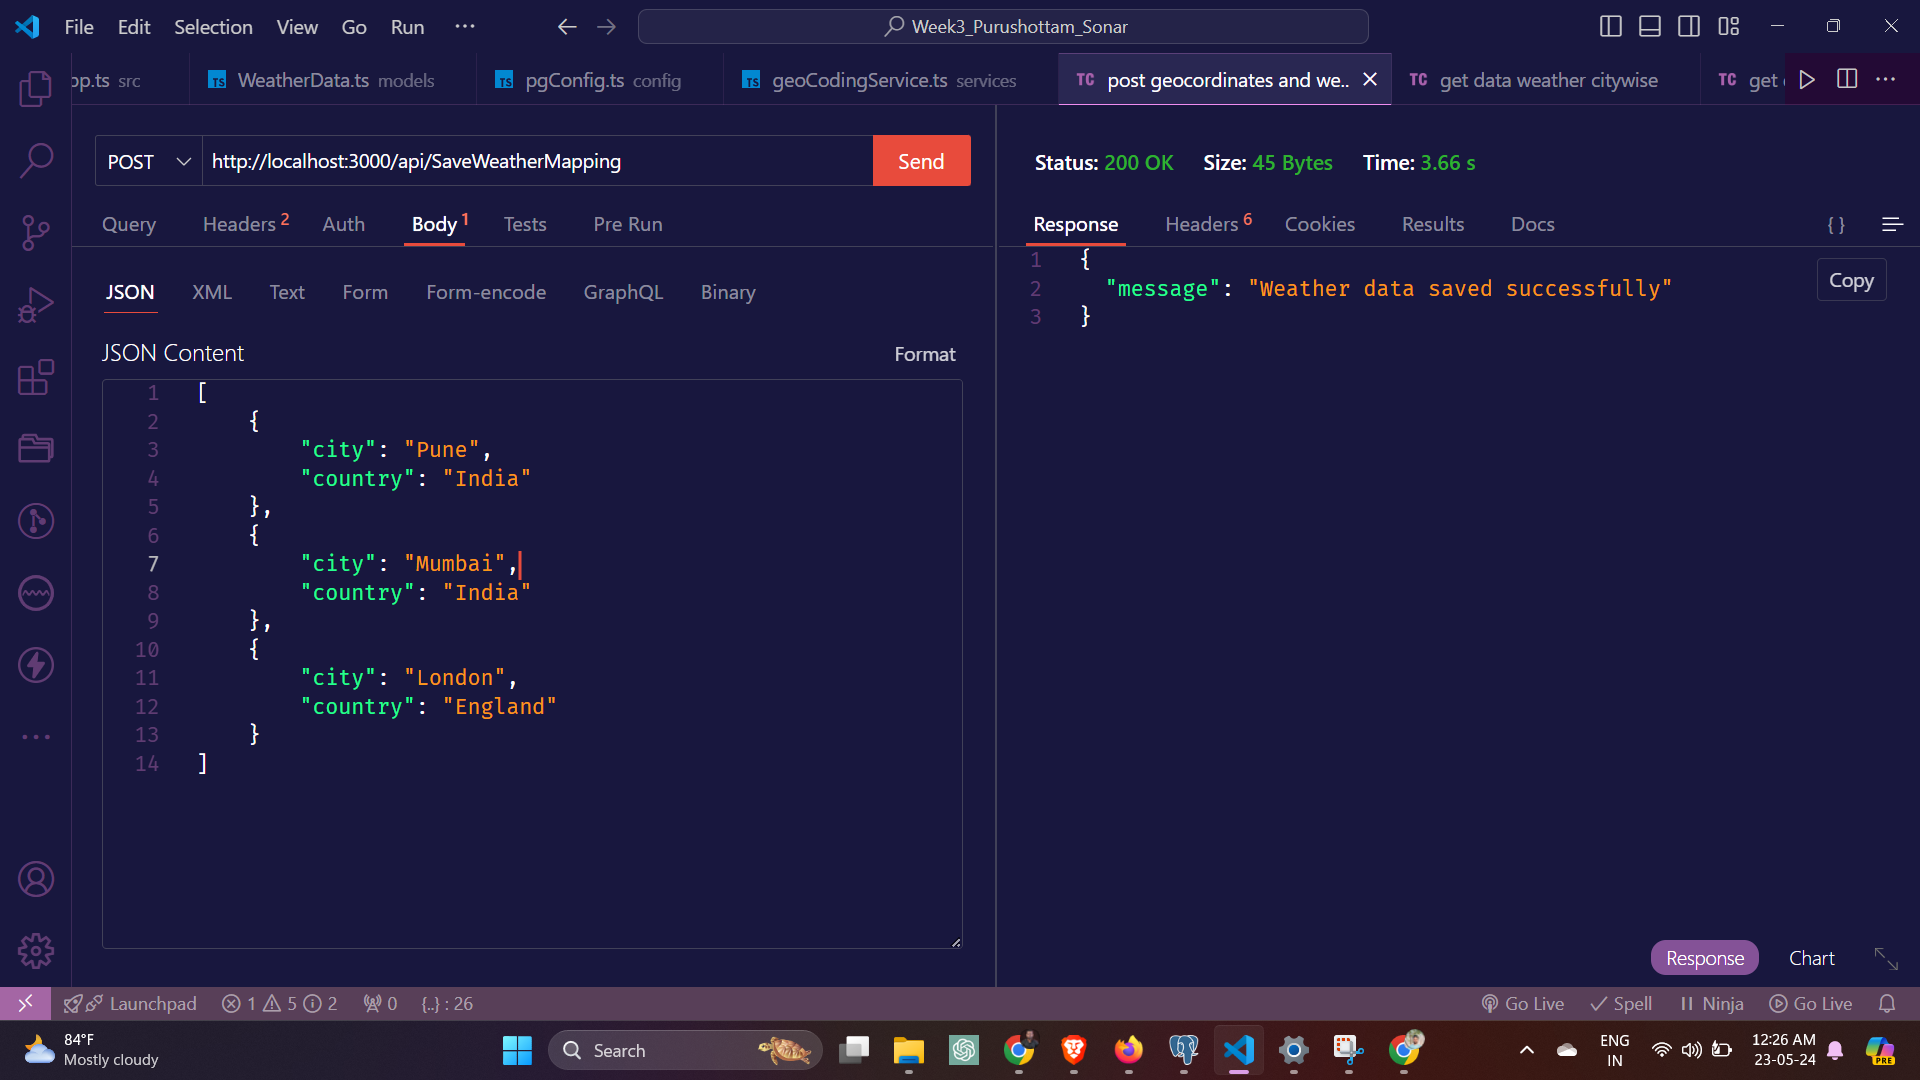 File Edit Selection View Go Run ···
Week3_Purushottam_Sonar
pp.ts src
TS WeatherData.ts models
TS pgConfig.ts config
TS geoCodingService.ts services
TC post geocordinates and we..
TC get data weather citywise
TC get
POST http://localhost:3000/api/SaveWeatherMapping Send
Query Headers 2 Auth Body 1 Tests Pre Run
JSON XML Text Form Form-encode GraphQL Binary
JSON Content Format
1 [
2 {
3 "city": "Pune",
4 "country": "India"
5 },
6 {
7 "city": "Mumbai",
8 "country": "India"
9 },
10 {
11 "city": "London",
12 "country": "England"
13 }
14 ]
Status: 200 OK Size: 45 Bytes Time: 3.66 s
Response Headers 6 Cookies Results Docs { }
1 {
2 "message": "Weather data saved successfully"
3 }
Copy
Response Chart
Launchpad 1 5 2 0 {..} : 26
Go Live Spell Ninja Go Live
84°F
Mostly cloudy
Search
PRE
ENG
IN
12:26 AM
23-05-24